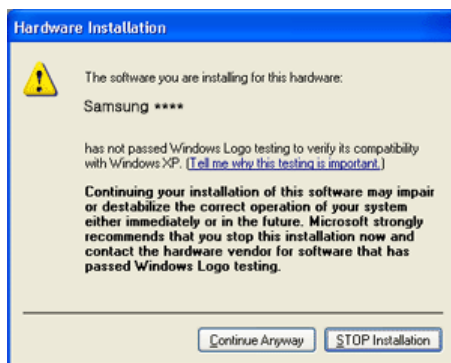 Hardware Installation
The software you are installing for this hardware:
Samsung ****
has not passed Windows Logo testing to verify its compatibility
with Windows XP. (Tell me why this testing is important.)
Continuing your installation of this software may impair
or destabilize the correct operation of your system
either immediately or in the future. Microsoft strongly
recommends that you stop this installation now and
contact the hardware vendor for software that has
passed Windows Logo testing.
Continue Anyway
STOP Installation